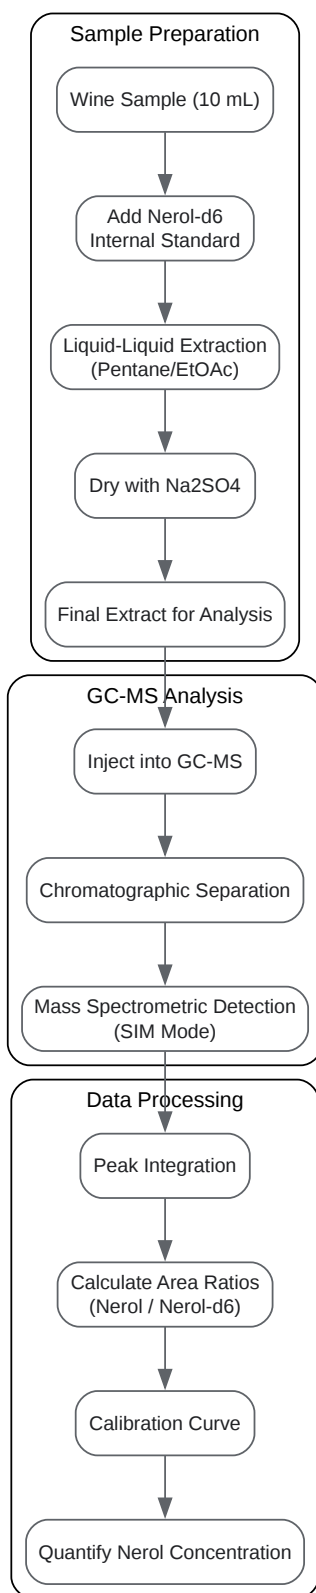 Sample Preparation
Wine Sample (10 mL)
Add Nerol-d6
Internal Standard
Liquid-Liquid Extraction
(Pentane/EtOAc)
Dry with Na2SO4
Final Extract for Analysis
GC-MS Analysis
Inject into GC-MS
Chromatographic Separation
Mass Spectrometric Detection
(SIM Mode)
Data Processing
Peak Integration
Calculate Area Ratios
(Nerol / Nerol-d6)
Calibration Curve
Quantify Nerol Concentration